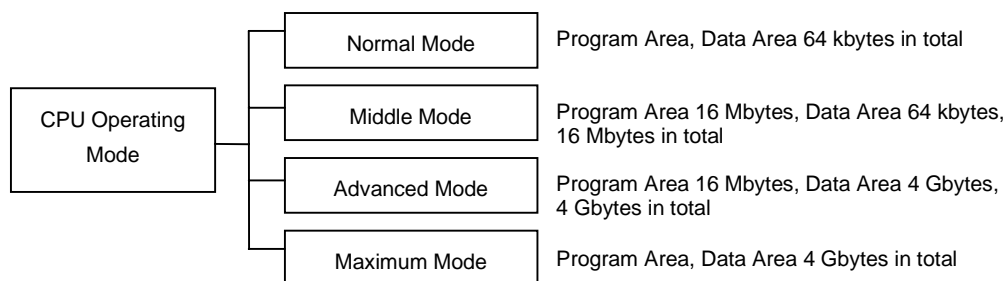 CPU Operating
Mode
Normal Mode
Program Area, Data Area 64 kbytes in total
Middle Mode
Program Area 16 Mbytes, Data Area 64 kbytes,
16 Mbytes in total
Advanced Mode
Program Area 16 Mbytes, Data Area 4 Gbytes,
4 Gbytes in total
Maximum Mode
Program Area, Data Area 4 Gbytes in total